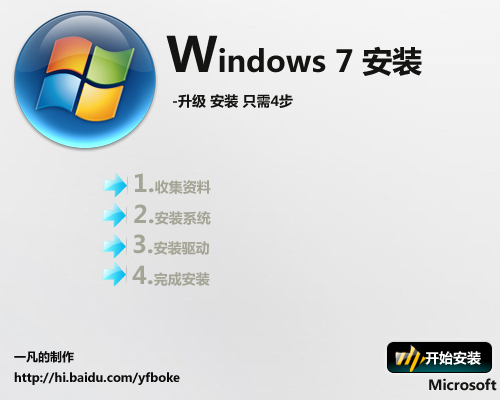 Windows 7 安装
-升级 安装 只需4步
1.收集资料
2.安装系统
3.安装驱动
4.完成安装
一凡的制作
http://hi.baidu.com/yfboke
开始安装
Microsoft